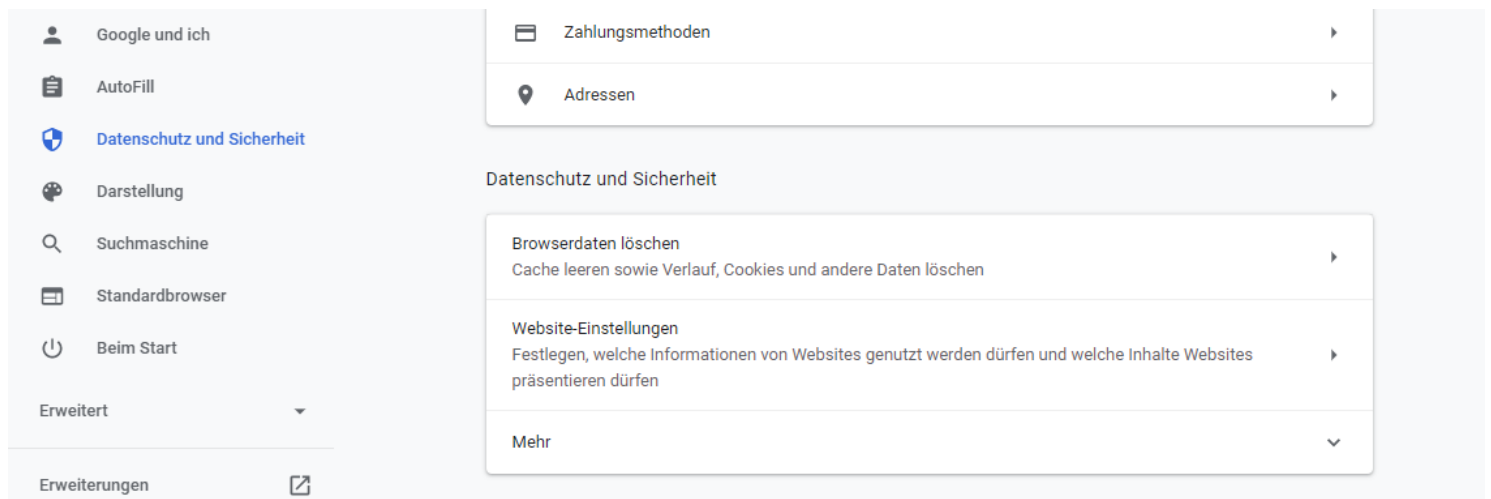 Google und ich
AutoFill
Datenschutz und Sicherheit
Darstellung
Suchmaschine
Standardbrowser
Beim Start
Erweitert
Erweiterungen
Zahlungsmethoden
Adressen
Datenschutz und Sicherheit
Browserdaten löschen
Cache leeren sowie Verlauf, Cookies und andere Daten löschen
Website-Einstellungen
Festlegen, welche Informationen von Websites genutzt werden dürfen und welche Inhalte Websites
präsentieren dürfen
Mehr